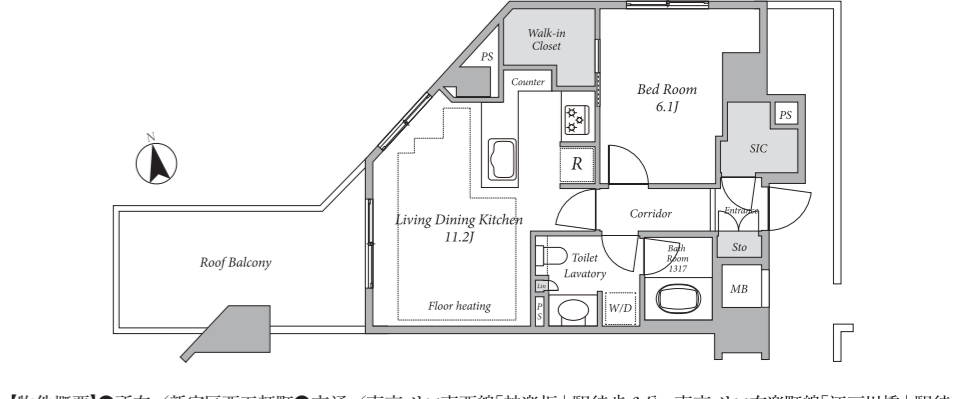 Walk-in
Closet
PS
Counter
Bed Room
6.1J
PS
SIC
N
R
Living Dining Kitchen
11.2J
Corridor
Entrance
Roof Balcony
Toilet
Lavatory
Bath
Room
1317
Sto
Lin
MB
Floor heating
P
S
W/D